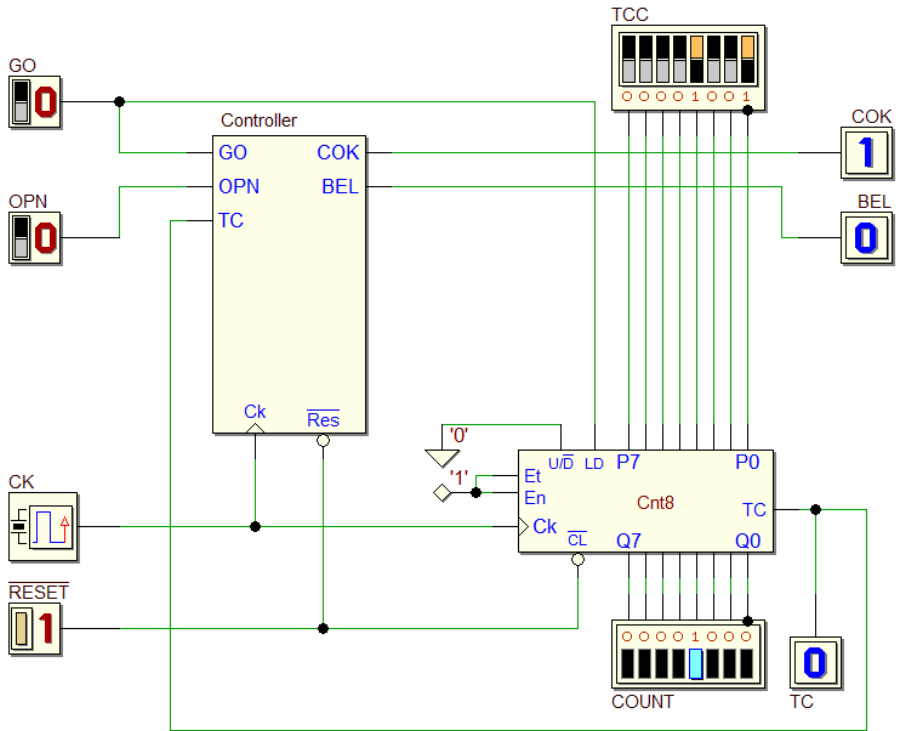 TCC
0 0 0 0 1 0 0 1
GO
0
Controller
GO COK
OPN BEL
TC
Ck
Res
COK
1
OPN
0
BEL
0
'0'
'1'
U/D LD P7 P0
Et
En
Cnt8
TC
Ck
CL Q7 Q0
CK
RESET
1
0 0 0 0 1 0 0 0
COUNT
0
TC